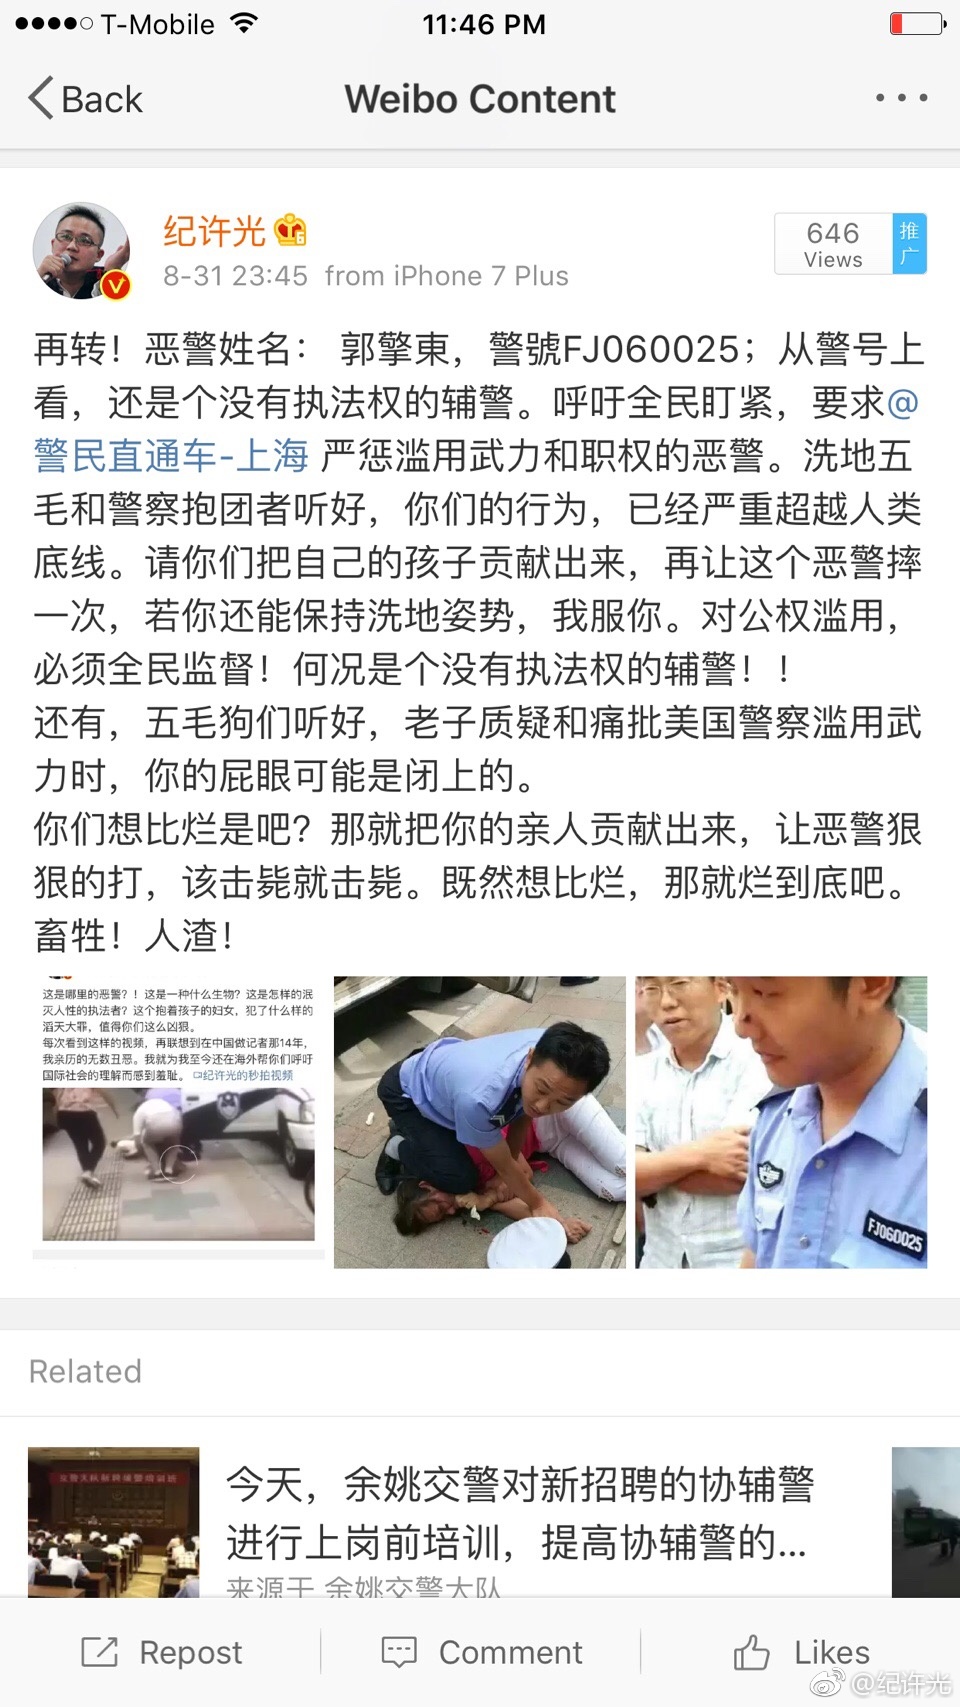 T-Mobile 11:46 PM
Back Weibo Content
纪许光
8-31 23:45 from iPhone 7 Plus
646
Views
推广
再转！恶警姓名： 郭擎東，警號FJ060025；从警号上
看，还是个没有执法权的辅警。呼吁全民盯紧，要求@
警民直通车-上海 严惩滥用武力和职权的恶警。洗地五
毛和警察抱团者听好，你们的行为，已经严重超越人类
底线。请你们把自己的孩子贡献出来，再让这个恶警摔
一次，若你还能保持洗地姿势，我服你。对公权滥用，
必须全民监督！何况是个没有执法权的辅警！！
还有，五毛狗们听好，老子质疑和痛批美国警察滥用武
力时，你的屁眼可能是闭上的。
你们想比烂是吧？那就把你的亲人贡献出来，让恶警狠
狠的打，该击毙就击毙。既然想比烂，那就烂到底吧。
畜牲！人渣！
这是哪里的恶警？！这是一种什么生物？这是怎样的泯
灭人性的执法者？这个抱着孩子的妇女，犯了什么样的
滔天大罪，值得你们这么凶狠。
每次看到这样的视频，再联想到在中国做记者那14年，
我亲历的无数丑恶。我就为我至今还在海外帮你们呼吁
国际社会的理解而感到羞耻。 纪许光的秒拍视频
FJ060025
Related
今天，余姚交警对新招聘的协辅警
进行上岗前培训，提高协辅警的...
来源于 余姚交警大队
Repost Comment Likes
@纪许光